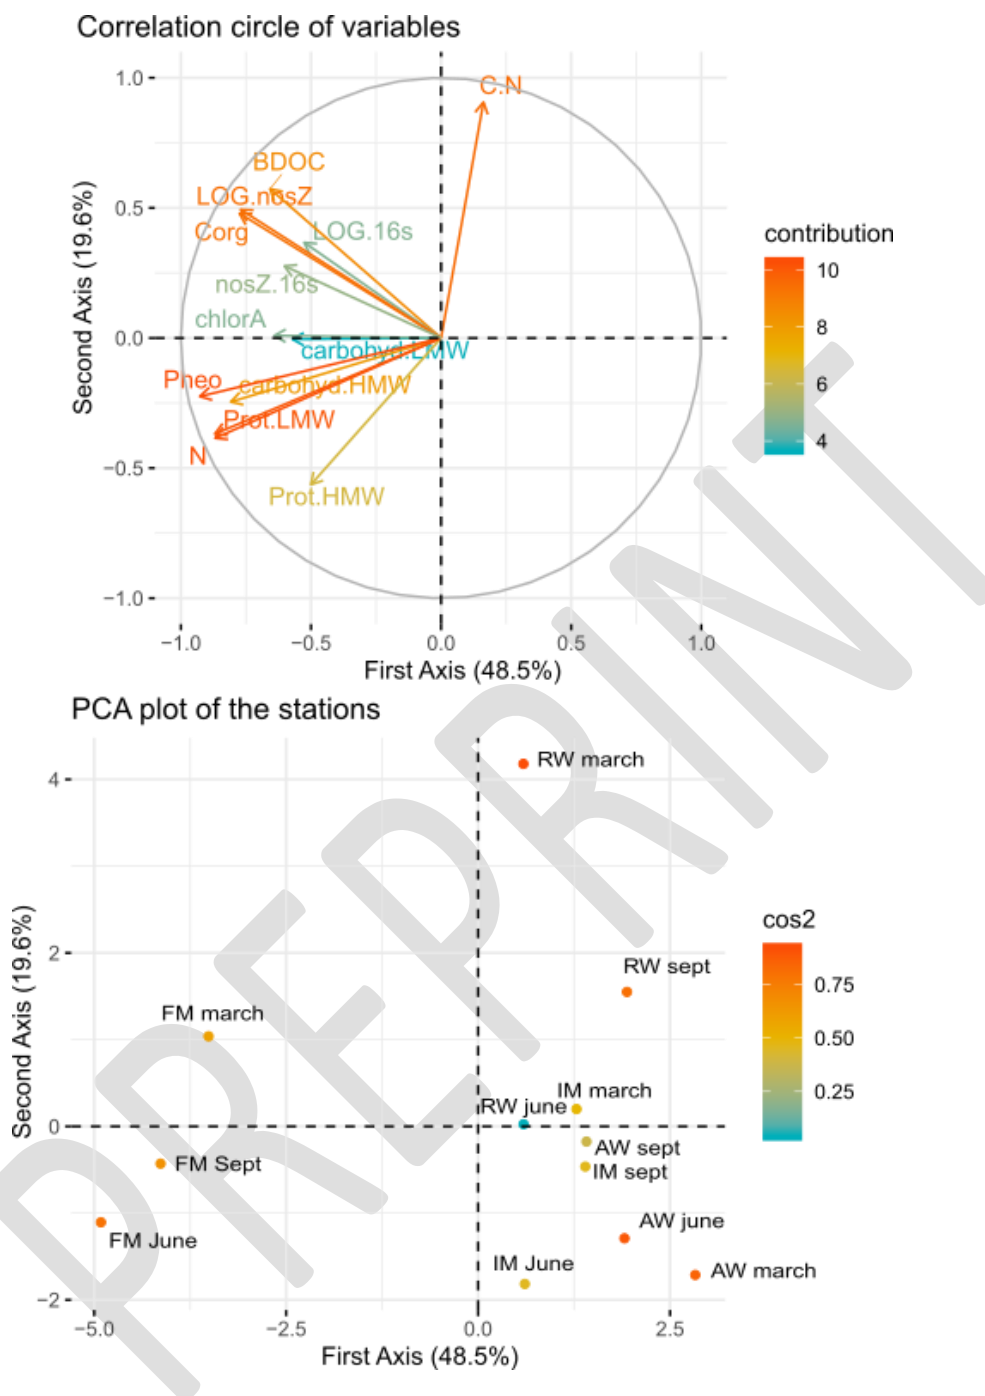 Correlation circle of variables
1.0
0.5
0.0
−0.5
−1.0
Second Axis (19.6%)
C.N
BDOC
LOG.nosZ
Corg
LOG.16s
nosZ.16s
chlorA
carbohyd.LMW
Pheo
carbohyd.HMW
Prot.LMW
N
Prot.HMW
−1.0
−0.5
0.0
0.5
1.0
First Axis (48.5%)
contribution
10
8
6
4
PCA plot of the stations
4
2
0
−2
Second Axis (19.6%)
RW march
RW sept
FM march
IM march
RW june
AW sept
FM Sept
IM sept
AW june
FM June
IM June
AW march
−5.0
−2.5
0.0
2.5
First Axis (48.5%)
cos2
0.75
0.50
0.25
PREPRINT